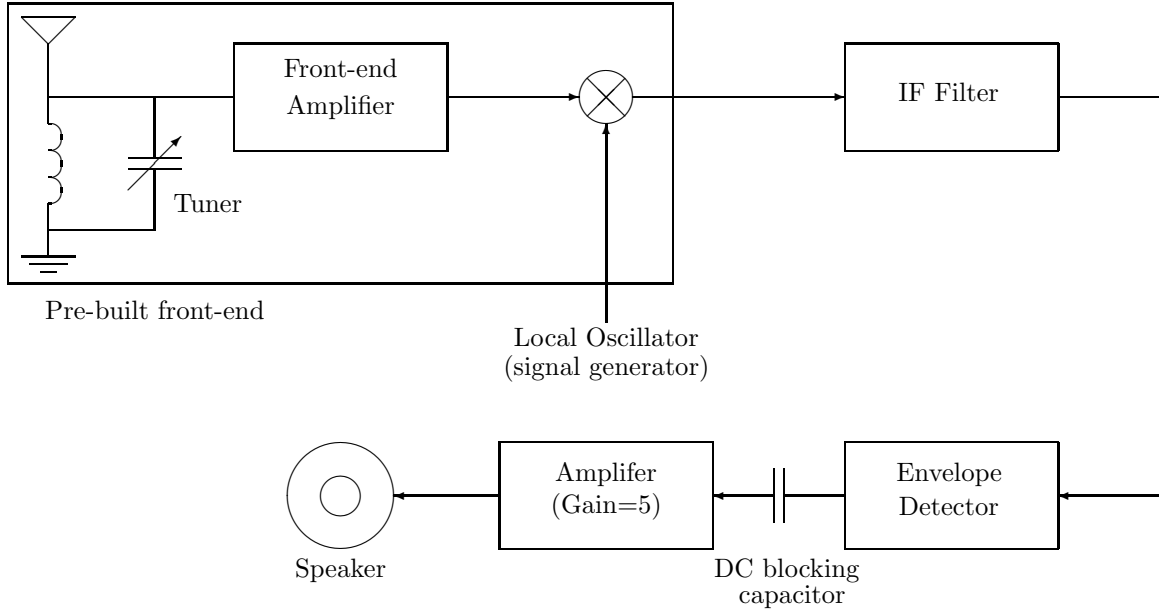 Front-end
Amplifier
IF Filter
Tuner
Pre-built front-end
Local Oscillator
(signal generator)
Amplifer
(Gain=5)
Envelope
Detector
Speaker
DC blocking
capacitor